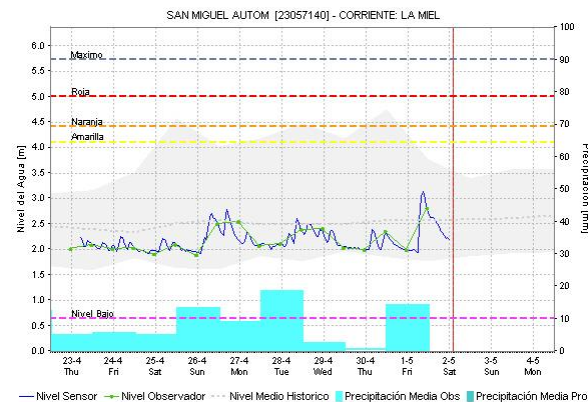 SAN MIGUEL AUTOM [23057140] - CORRIENTE: LA MIEL
Nivel del Agua [m]
6.0
5.5
5.0
4.5
4.0
3.5
3.0
2.5
2.0
1.5
1.0
0.5
0.0
Maximo
Roja
Naranja
Amarilla
Nivel Bajo
100
90
80
70
60
50
40
30
20
10
0
Precipitación [mm]
23-4 24-4 25-4 26-4 27-4 28-4 29-4 30-4 1-5 2-5 3-5 4-5
Thu Fri Sat Sun Mon Tue Wed Thu Fri Sat Sun Mon
Nivel Sensor Nivel Observador Nivel Medio Historico Precipitación Media Obs Precipitación Media Pro